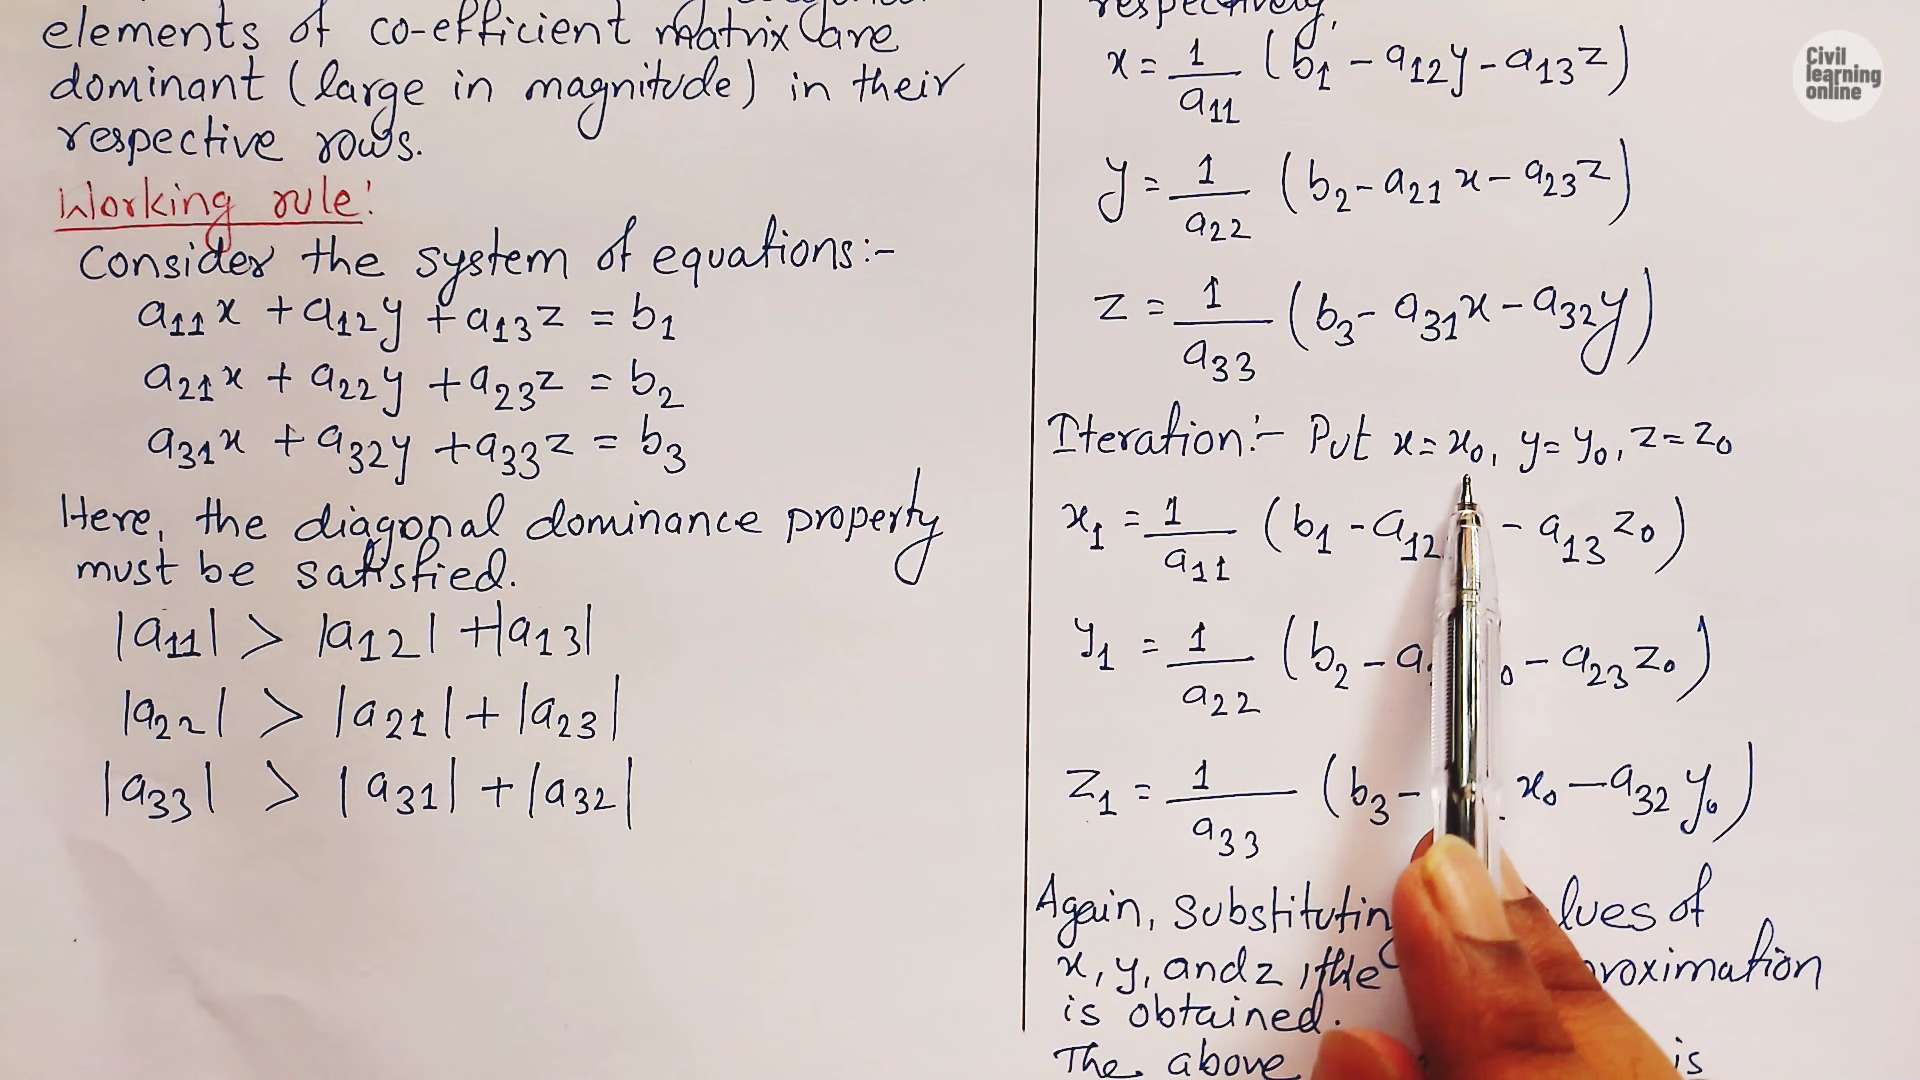 elements of co-efficient matrix are
dominant (large in magnitude) in their
respective rows.
Working rule:
Consider the system of equations:-
a11x + a12y + a13z = b1
a21x + a22y + a23z = b2
a31x + a32y + a33z = b3
Here, the diagonal dominance property
must be satisfied.
|a11| > |a12| + |a13|
|a22| > |a21| + |a23|
|a33| > |a31| + |a32|
respectively,
x = 1/a11 (b1 - a12y - a13z)
y = 1/a22 (b2 - a21x - a23z)
z = 1/a33 (b3 - a31x - a32y)
Iteration:- Put x = x0, y = y0, z = z0
x1 = 1/a11 (b1 - a12 - a13z0)
y1 = 1/a22 (b2 - a 0 - a23z0)
z1 = 1/a33 (b3 - x0 - a32y0)
Again, of
x, y, and z, the
is obtained.
The above is
Civil
learning
online